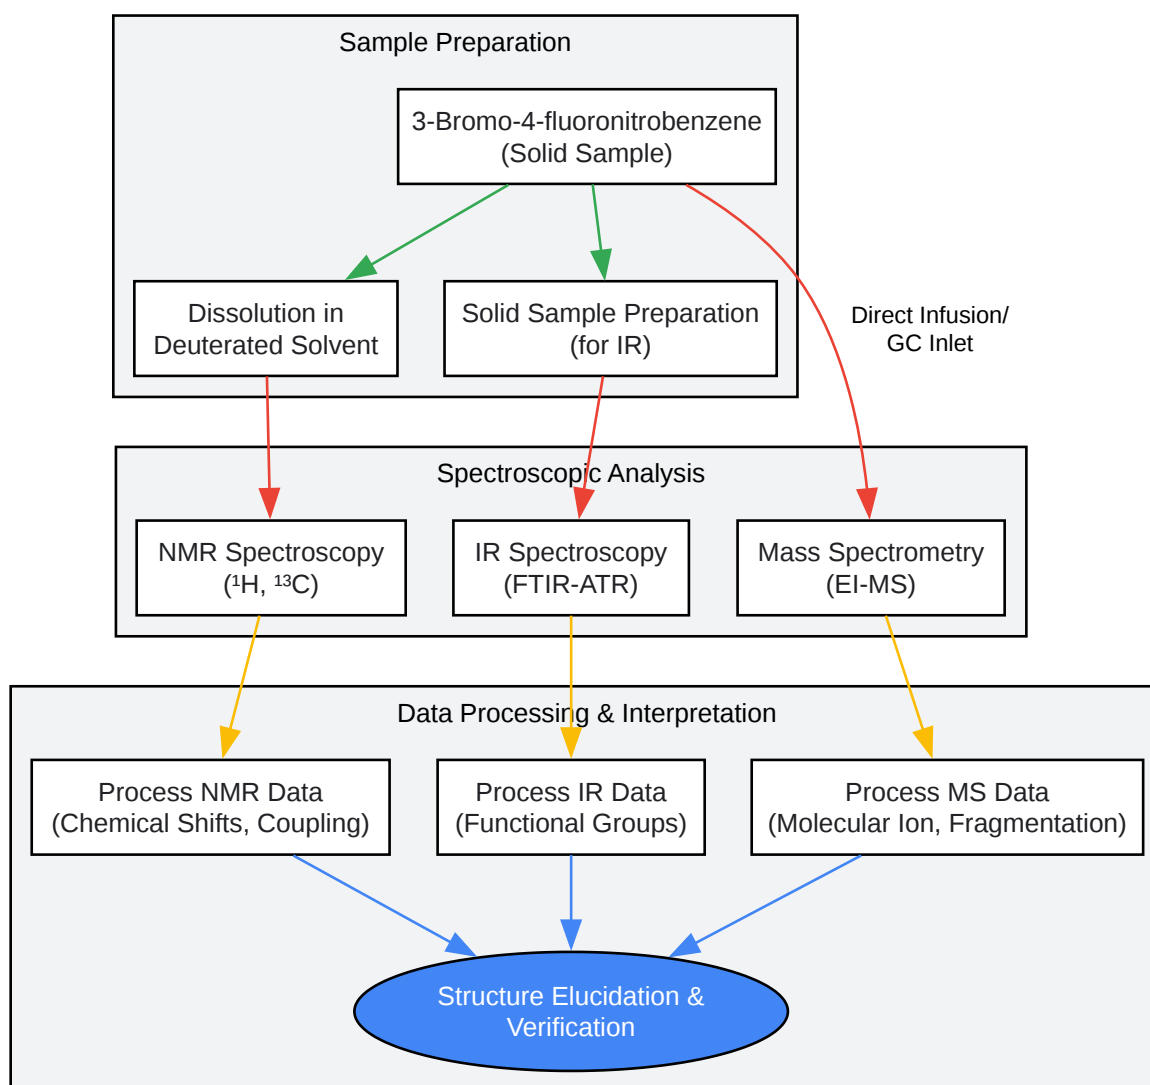 Sample Preparation
3-Bromo-4-fluoronitrobenzene
(Solid Sample)
Dissolution in
Deuterated Solvent
Solid Sample Preparation
(for IR)
Direct Infusion/
GC Inlet
Spectroscopic Analysis
NMR Spectroscopy
(¹H, ¹³C)
IR Spectroscopy
(FTIR-ATR)
Mass Spectrometry
(EI-MS)
Data Processing & Interpretation
Process NMR Data
(Chemical Shifts, Coupling)
Process IR Data
(Functional Groups)
Process MS Data
(Molecular Ion, Fragmentation)
Structure Elucidation &
Verification